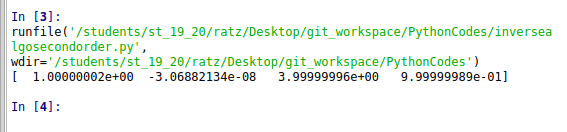 In [3]:
runfile('/students/st_19_20/ratz/Desktop/git_workspace/PythonCodes/inversea
lgosecondorder.py',
wdir='/students/st_19_20/ratz/Desktop/git_workspace/PythonCodes')
[  1.00000002e+00  -3.06882134e-08   3.99999996e+00   9.99999989e-01]
In [4]: